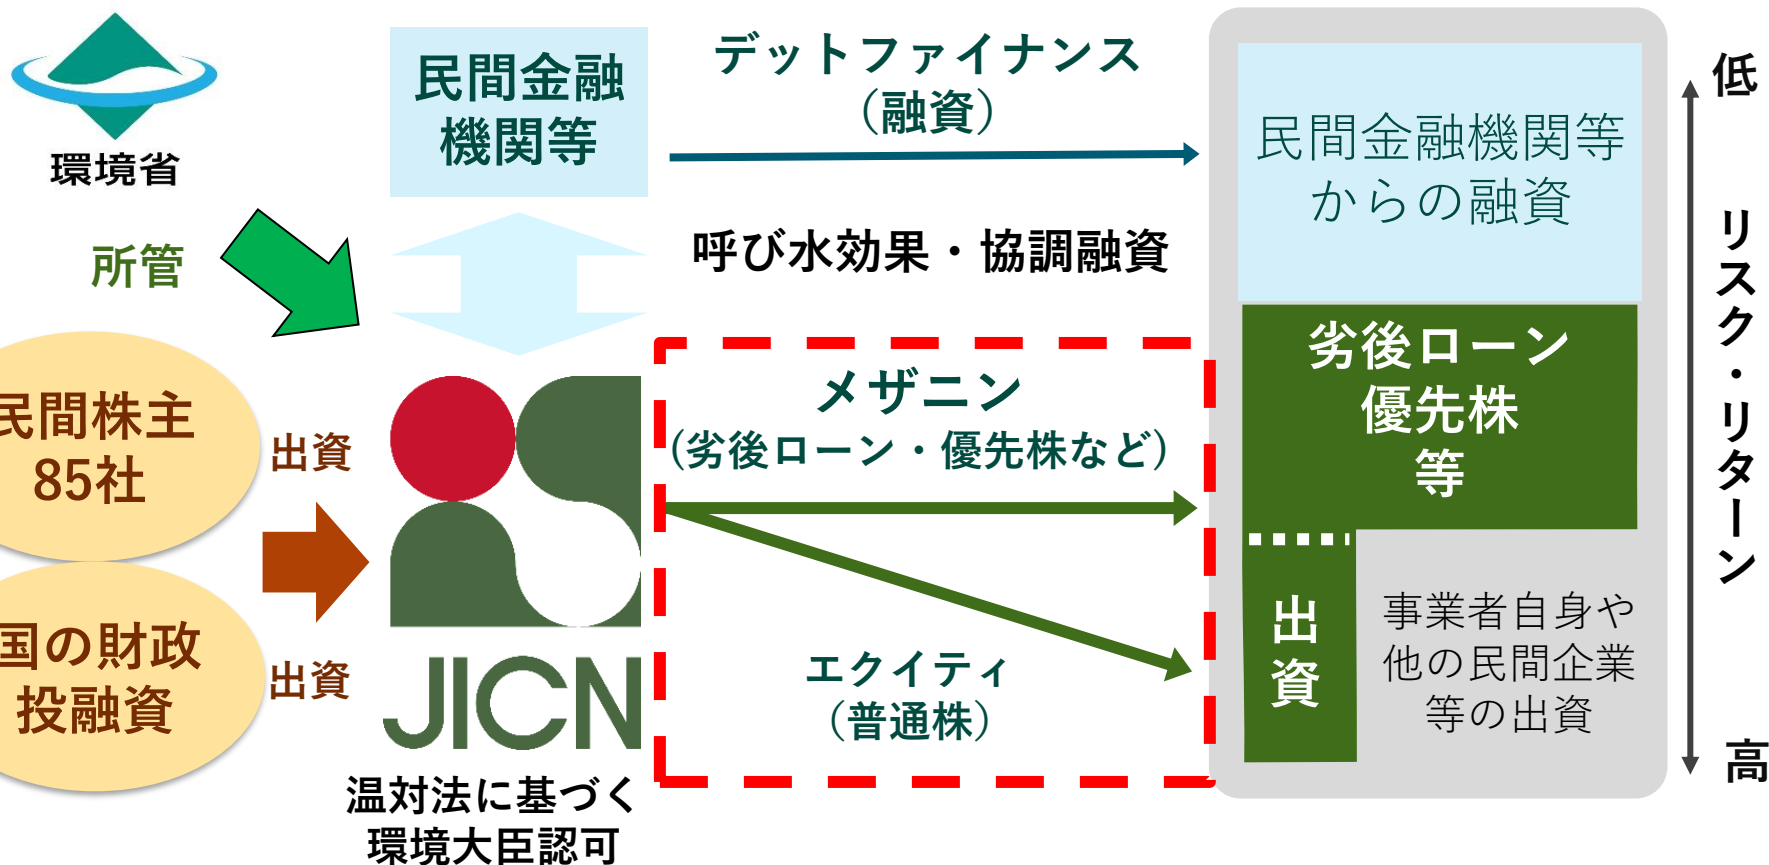 環境省
所管
民間株主
85社
国の財政
投融資
出資
出資
民間金融
機関等
JICN
温対法に基づく
環境大臣認可
デットファイナンス
(融資)
呼び水効果・協調融資
メザニン
(劣後ローン・優先株など)
エクイティ
(普通株)
民間金融機関等
からの融資
劣後ローン
優先株
等
出資
事業者自身や
他の民間企業
等の出資
低
リスク・リターン
高